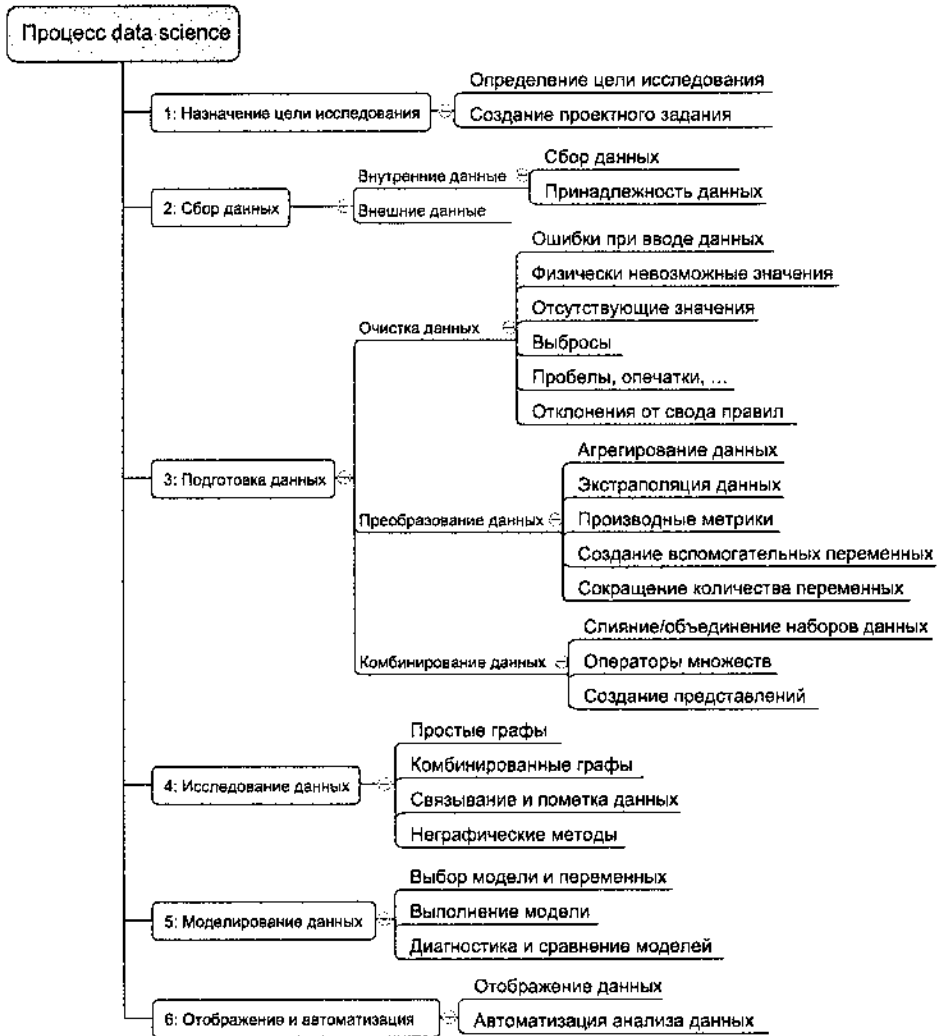 Процесс data science
Определение цели исследования
1: Назначение цели исследования
Создание проектного задания
Сбор данных
Внутренние данные
Принадлежность данных
2: Сбор данных
Внешние данные
Ошибки при вводе данных
Физически невозможные значения
Отсутствующие значения
Очистка данных
Выбросы
Пробелы, опечатки, ...
Отклонения от свода правил
Агрегирование данных
3: Подготовка данных
Экстраполяция данных
Преобразование данных
Производные метрики
Создание вспомогательных переменных
Сокращение количества переменных
Слияние/объединение наборов данных
Комбинирование данных
Операторы множеств
Создание представлений
Простые графы
Комбинированные графы
4: Исследование данных
Связывание и пометка данных
Неграфические методы
Выбор модели и переменных
5: Моделирование данных
Выполнение модели
Диагностика и сравнение моделей
Отображение данных
6: Отображение и автоматизация
Автоматизация анализа данных